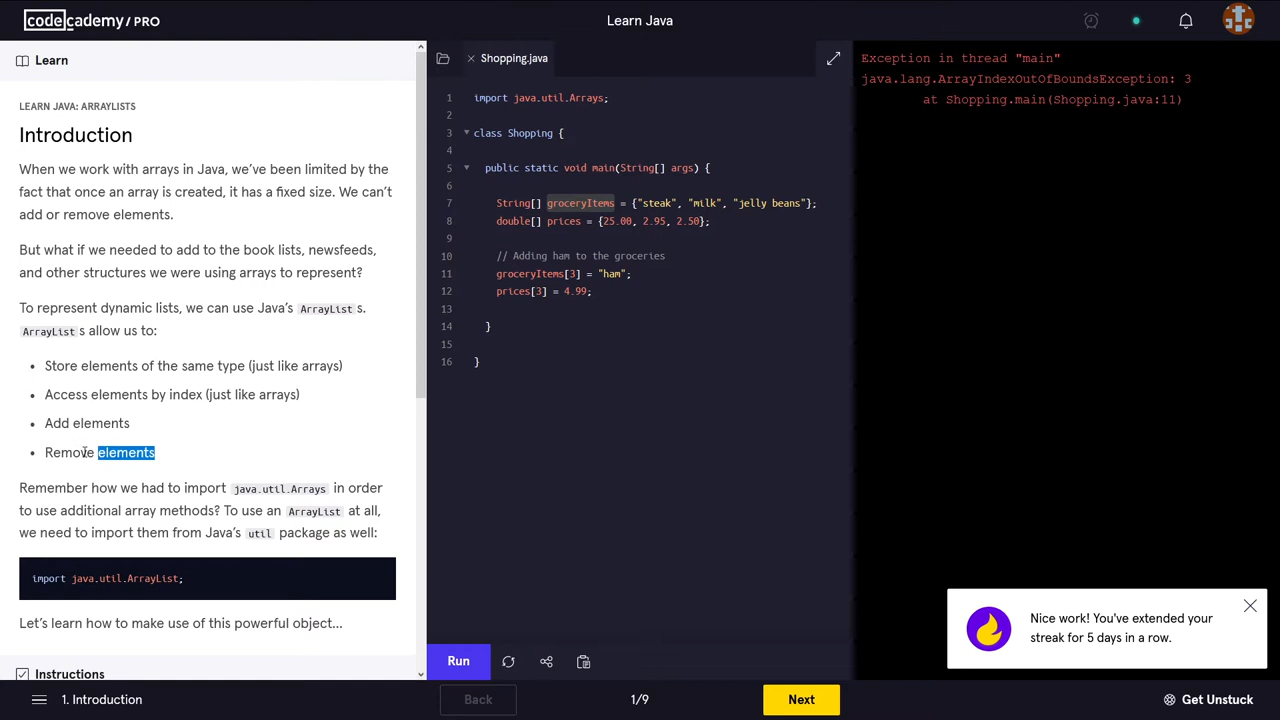 codecademy / PRO
Learn Java
Learn
Shopping.java
LEARN JAVA: ARRAYLISTS
Introduction
When we work with arrays in Java, we've been limited by the
fact that once an array is created, it has a fixed size. We can't
add or remove elements.
But what if we needed to add to the book lists, newsfeeds,
and other structures we were using arrays to represent?
To represent dynamic lists, we can use Java's ArrayList s.
ArrayList s allow us to:
• Store elements of the same type (just like arrays)
• Access elements by index (just like arrays)
• Add elements
• Remove elements
Remember how we had to import java.util.Arrays in order
to use additional array methods? To use an ArrayList at all,
we need to import them from Java's util package as well:
import java.util.ArrayList;
Let's learn how to make use of this powerful object...
Instructions
1 import java.util.Arrays;
2
3 class Shopping {
4
5 public static void main(String[] args) {
6
7 String[] groceryItems = {"steak", "milk", "jelly beans"};
8 double[] prices = {25.00, 2.95, 2.50};
9
10 // Adding ham to the groceries
11 groceryItems[3] = "ham";
12 prices[3] = 4.99;
13
14 }
15
16 }
Exception in thread "main"
java.lang.ArrayIndexOutOfBoundsException: 3
at Shopping.main(Shopping.java:11)
Nice work! You've extended your
streak for 5 days in a row.
Run
1. Introduction
Back
1/9
Next
Get Unstuck